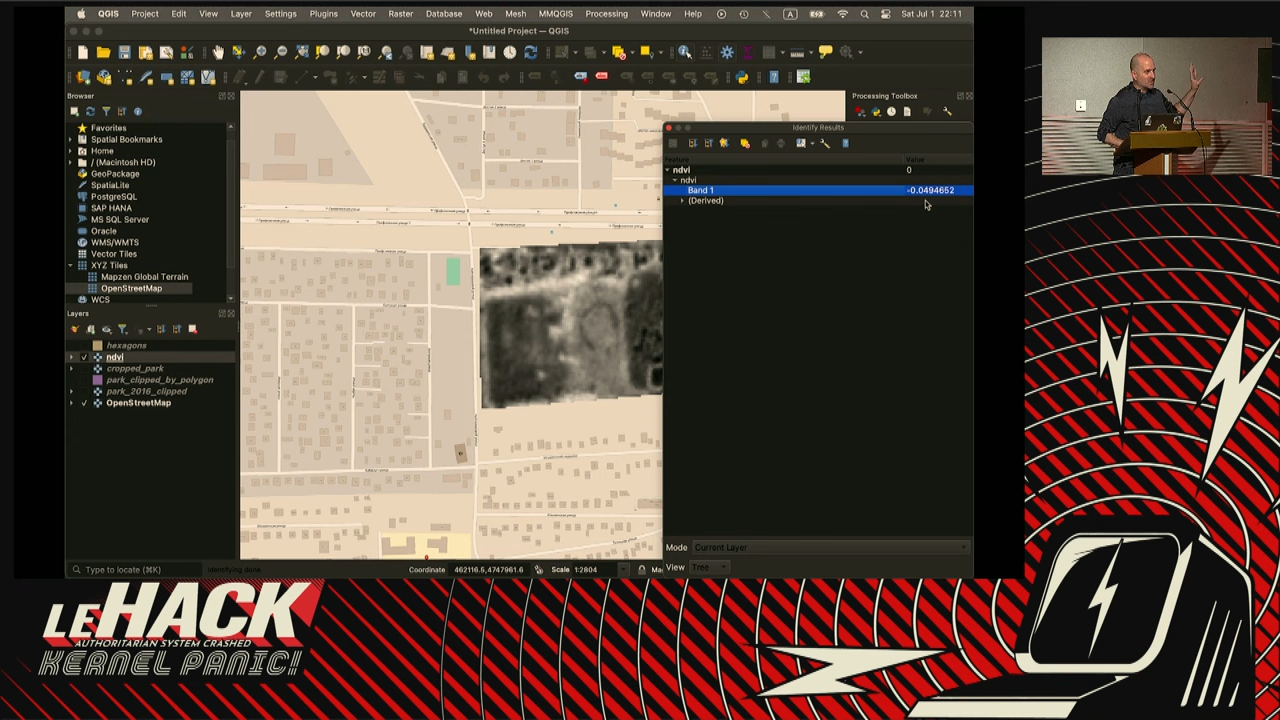 QGIS Project Edit View Layer Settings Plugins Vector Raster Database Web Mesh MMQGIS Processing Window Help A Sat Jul 1 22:11
*Untitled Project — QGIS
Browser
Favorites
Spatial Bookmarks
Home
/ (Macintosh HD)
GeoPackage
SpatiaLite
PostgreSQL
SAP HANA
MS SQL Server
Oracle
WMS/WMTS
Vector Tiles
XYZ Tiles
Mapzen Global Terrain
OpenStreetMap
WCS
Layers
hexagons
ndvi
cropped_park
park_clipped_by_polygon
park_2016_clipped
OpenStreetMap
Processing Toolbox
Identify Results
Feature Value
ndvi 0
ndvi
Band 1 -0.0494652
(Derived)
Mode Current Layer
View Tree
Type to locate (⌘K) Identifying done. Coordinate 462116.5,4747961.6 Scale 1:2804
LEHACK
AUTHORITARIAN SYSTEM CRASHED
KERNEL PANIC!